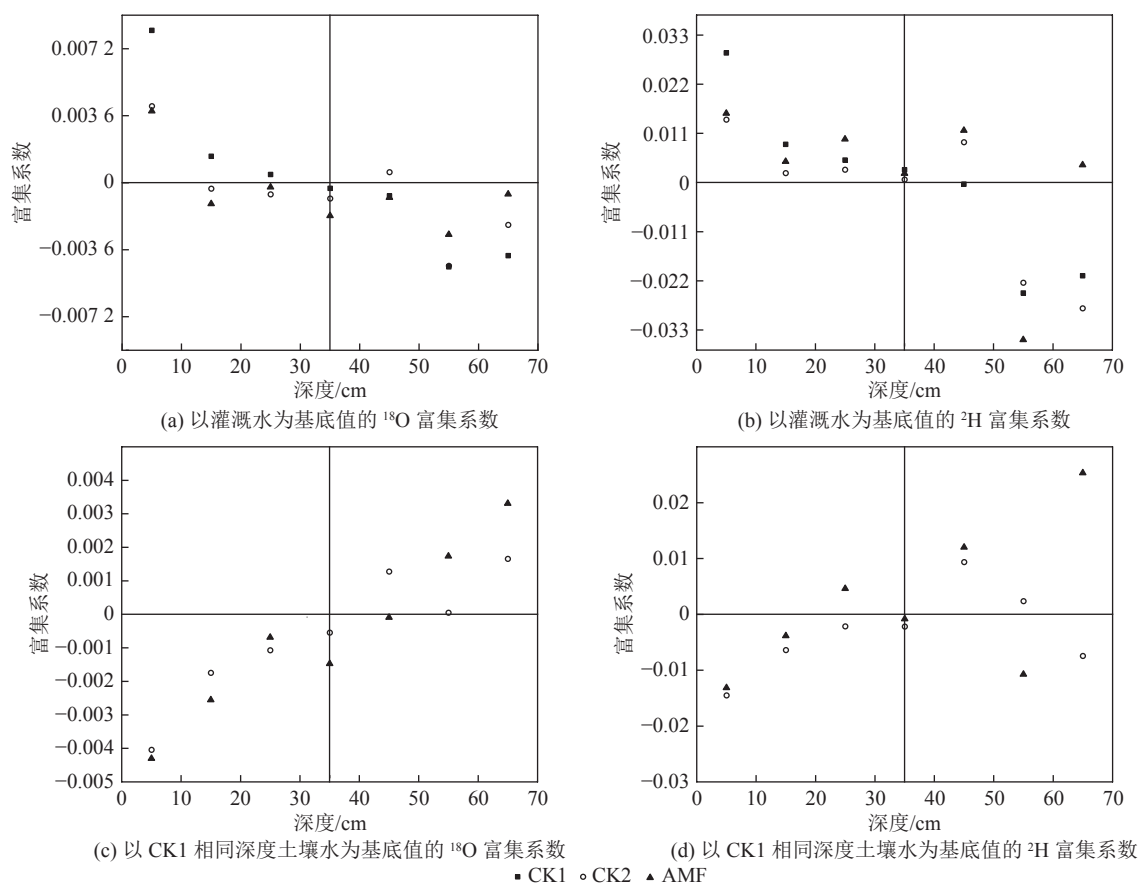 0.007 2
0.003 6
0
−0.003 6
−0.007 2
富集系数
0 10 20 30 40 50 60 70
深度/cm
(a) 以灌溉水为基底值的 ¹⁸O 富集系数
0.033
0.022
0.011
0
−0.011
−0.022
−0.033
富集系数
0 10 20 30 40 50 60 70
深度/cm
(b) 以灌溉水为基底值的 ²H 富集系数
0.004
0.003
0.002
0.001
0
−0.001
−0.002
−0.003
−0.004
−0.005
富集系数
0 10 20 30 40 50 60 70
深度/cm
(c) 以 CK1 相同深度土壤水为基底值的 ¹⁸O 富集系数
0.02
0.01
0
−0.01
−0.02
−0.03
富集系数
0 10 20 30 40 50 60 70
深度/cm
(d) 以 CK1 相同深度土壤水为基底值的 ²H 富集系数
■ CK1 ○ CK2 ▲ AMF